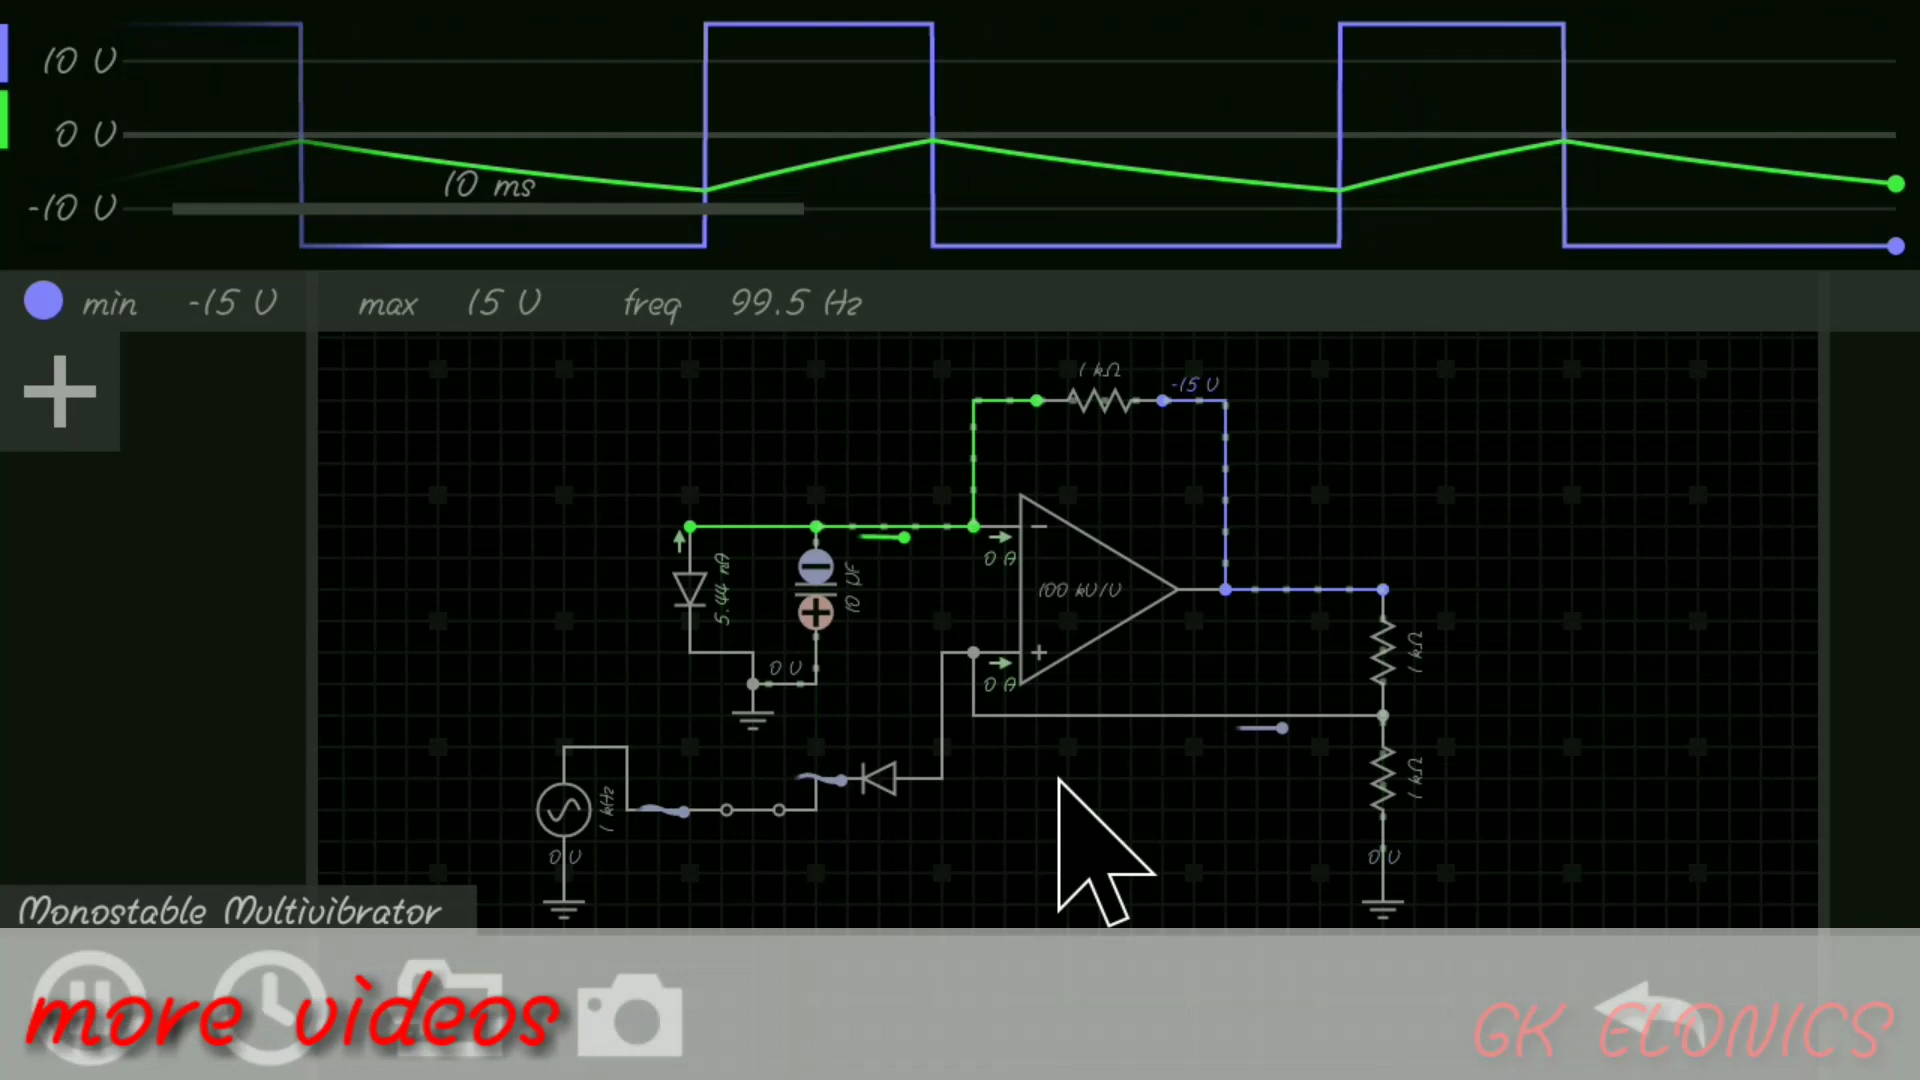 10 V
0 V
10 ms
-10 V
min -15 V max 15 V freq 99.5 Hz
1 kΩ
-15 V
0 A
5.44 nA
10 µF
100 kV/V
1 kΩ
0 V
0 A
1 kHz
1 kΩ
0 V
0 V
Monostable Multivibrator
more videos
GK ELONICS